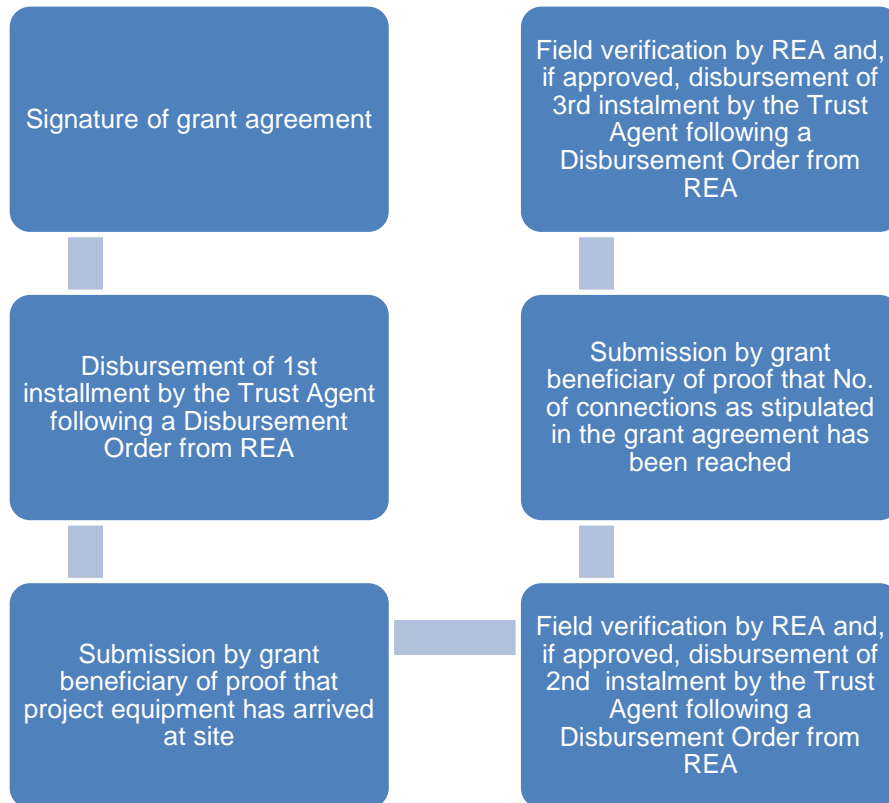 Signature of grant agreement
Disbursement of 1st
installment by the Trust Agent
following a Disbursement
Order from REA
Submission by grant
beneficiary of proof that
project equipment has arrived
at site
Field verification by REA and,
if approved, disbursement of
2nd instalment by the Trust
Agent following a
Disbursement Order from
REA
Submission by grant
beneficiary of proof that No.
of connections as stipulated
in the grant agreement has
been reached
Field verification by REA and,
if approved, disbursement of
3rd instalment by the Trust
Agent following a
Disbursement Order from
REA